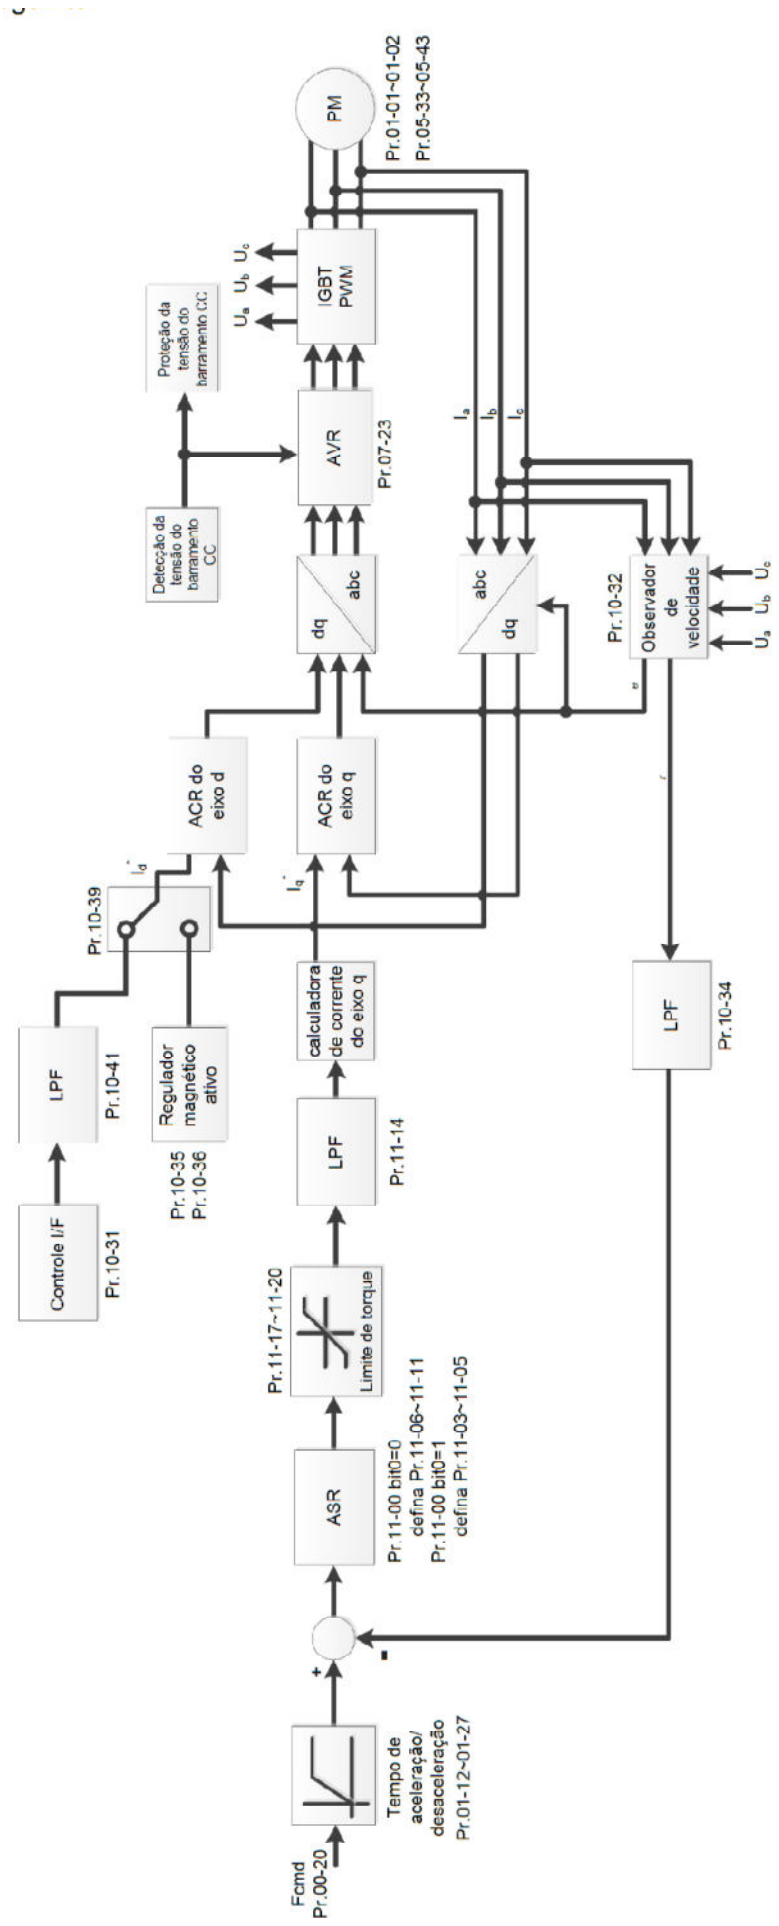 Fcmd
Pr.00-20
Tempo de
aceleração/
desaceleração
Pr.01-12~01-27
+
-
ASR
Pr.11-00 bit0=0
defina Pr.11-06~11-11
Pr.11-00 bit0=1
defina Pr.11-03~11-05
Pr.11-17~11-20
Limite de torque
LPF
Pr.11-14
calculadora
de corrente
do eixo q
Iq*
Controle I/F
Pr.10-31
LPF
Pr.10-41
Regulador
magnético
ativo
Pr.10-35
Pr.10-36
Pr.10-39
Id*
ACR do
eixo d
ACR do
eixo q
dq
abc
Detecção da
tensão do
barramento
CC
Proteção da
tensão do
barramento CC
AVR
Pr.07-23
IGBT
PWM
Ua
Ub
Uc
PM
Pr.01-01~01-02
Pr.05-33~05-43
Ia
Ib
Ic
abc
dq
Pr.10-32
Observador
de
velocidade
Ua
Ub
Uc
LPF
Pr.10-34